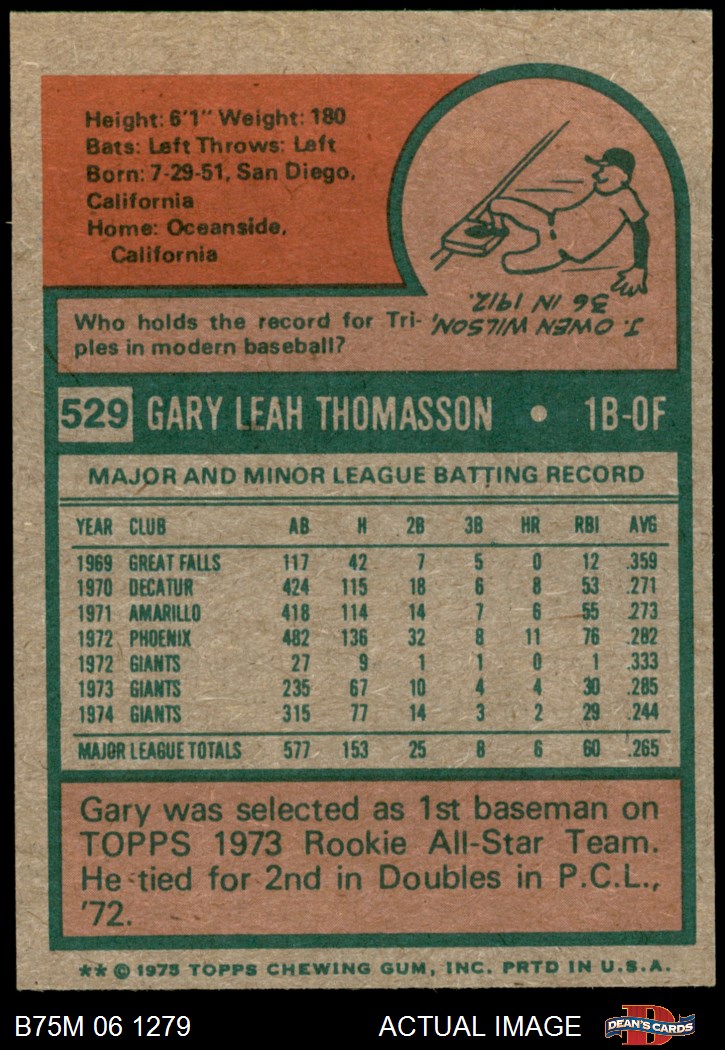 Height: 6'1" Weight: 180
Bats: Left Throws: Left
Born: 7-29-51, San Diego,
California
Home: Oceanside,
California
Who holds the record for Tri-
ples in modern baseball?
J. OWEN WILSON,
36 IN 1912.
529 GARY LEAH THOMASSON • 1B-OF
MAJOR AND MINOR LEAGUE BATTING RECORD
YEAR CLUB AB H 2B 3B HR RBI AVG
1969 GREAT FALLS 117 42 7 5 0 12 .359
1970 DECATUR 424 115 18 6 8 53 .271
1971 AMARILLO 418 114 14 7 6 55 .273
1972 PHOENIX 482 136 32 8 11 76 .282
1972 GIANTS 27 9 1 1 0 1 .333
1973 GIANTS 235 67 10 4 4 30 .285
1974 GIANTS 315 77 14 3 2 29 .244
MAJOR LEAGUE TOTALS 577 153 25 8 6 60 .265
Gary was selected as 1st baseman on
TOPPS 1973 Rookie All-Star Team.
He tied for 2nd in Doubles in P.C.L.,
'72.
** © 1975 TOPPS CHEWING GUM, INC. PRTD IN U.S.A.
B75M 06 1279 ACTUAL IMAGE D DEAN'S CARDS